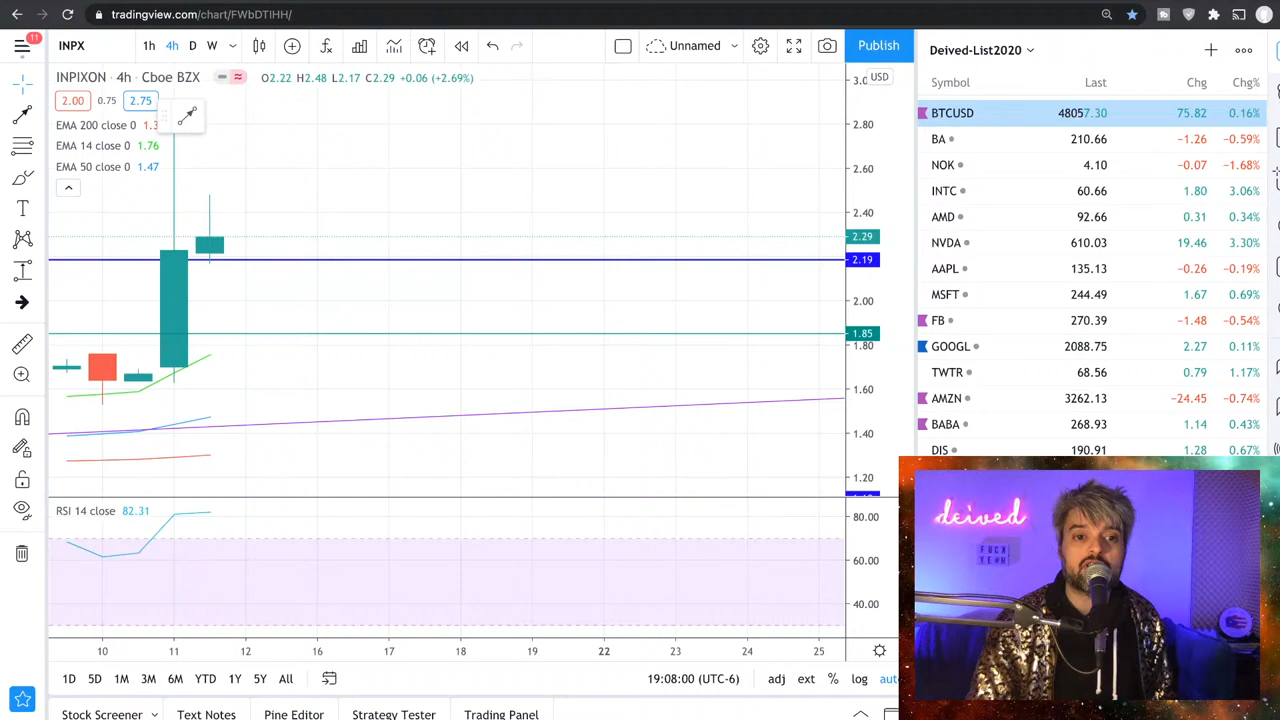 tradingview.com/chart/FWbDTIHH/
11
INPX
1h 4h D W
Unnamed
Publish
Deived-List2020
INPIXON · 4h · Cboe BZX
O2.22 H2.48 L2.17 C2.29 +0.06 (+2.69%)
2.00 0.75 2.75
EMA 200 close 0
EMA 14 close 0 1.76
EMA 50 close 0 1.47
USD
2.80
2.60
2.40
2.29
2.19
2.00
1.85
1.80
1.60
1.40
1.20
RSI 14 close 82.31
80.00
60.00
40.00
10 11 16 17 18 19 22 23 24 25
1D 5D 1M 3M 6M YTD 1Y 5Y All
19:08:00 (UTC-6) % adj ext log
Stock Screener Text Notes Pine Editor Strategy Tester Trading Panel
Symbol Last Chg Chg%
BTCUSD 48057.30 75.82 0.16%
BA 210.66 −1.26 −0.59%
NOK 4.10 −0.07 −1.68%
INTC 60.66 1.80 3.06%
AMD 92.66 0.31 0.34%
NVDA 610.03 19.46 3.30%
AAPL 135.13 −0.26 −0.19%
MSFT 244.49 1.67 0.69%
FB 270.39 −1.48 −0.54%
GOOGL 2088.75 2.27 0.11%
TWTR 68.56 0.79 1.17%
AMZN 3262.13 −24.45 −0.74%
BABA 268.93 1.14 0.43%
DIS 190.91 1.28 0.67%
deived
FUCK
YEAH